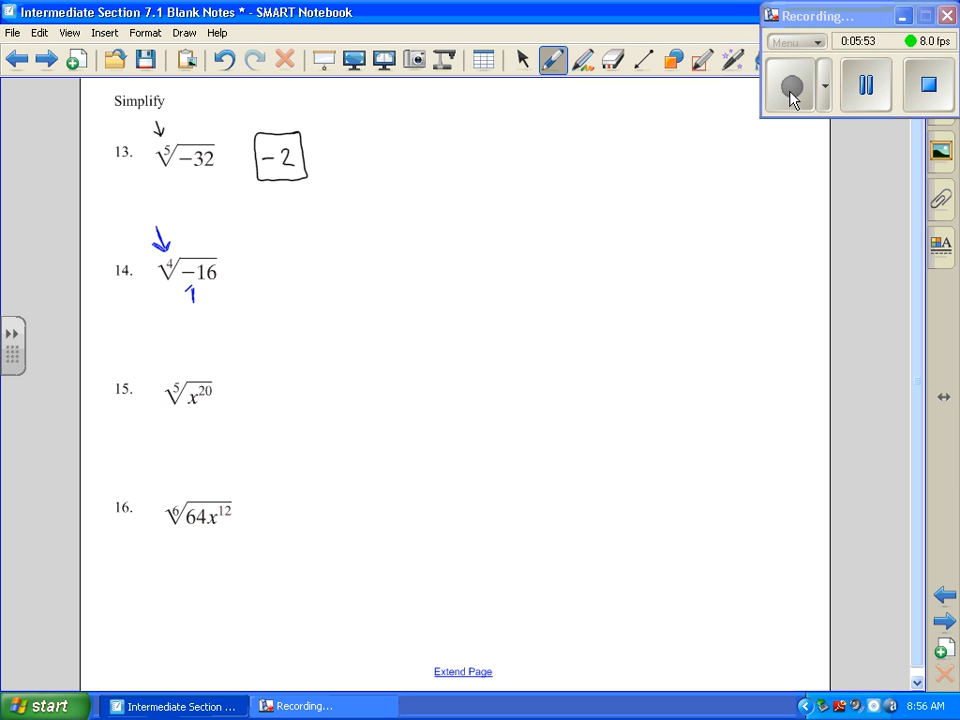 Intermediate Section 7.1 Blank Notes * - SMART Notebook
File Edit View Insert Format Draw Help
Recording...
Menu 0:05:53 8.0 fps
Simplify
13. ⁵√−32 −2
14. ⁴√−16
15. ⁵√x²⁰
16. ⁶√64x¹²
Extend Page
start Intermediate Section ... Recording... 8:56 AM